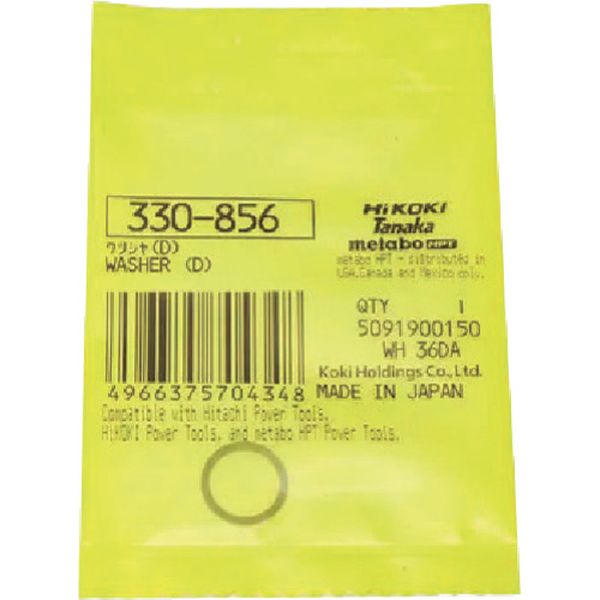 330-856
ワツシヤ(D)
WASHER (D)
4966375704348
HiKOKI
Tanaka
metabo HPT
metabo HPT - distributed in
USA,Canada and Mexico only.
QTY 1
5091900150
WH 36DA
Koki Holdings Co.,Ltd.
MADE IN JAPAN
Compatible with Hitachi Power Tools,
HiKOKI Power Tools, and metabo HPT Power Tools.